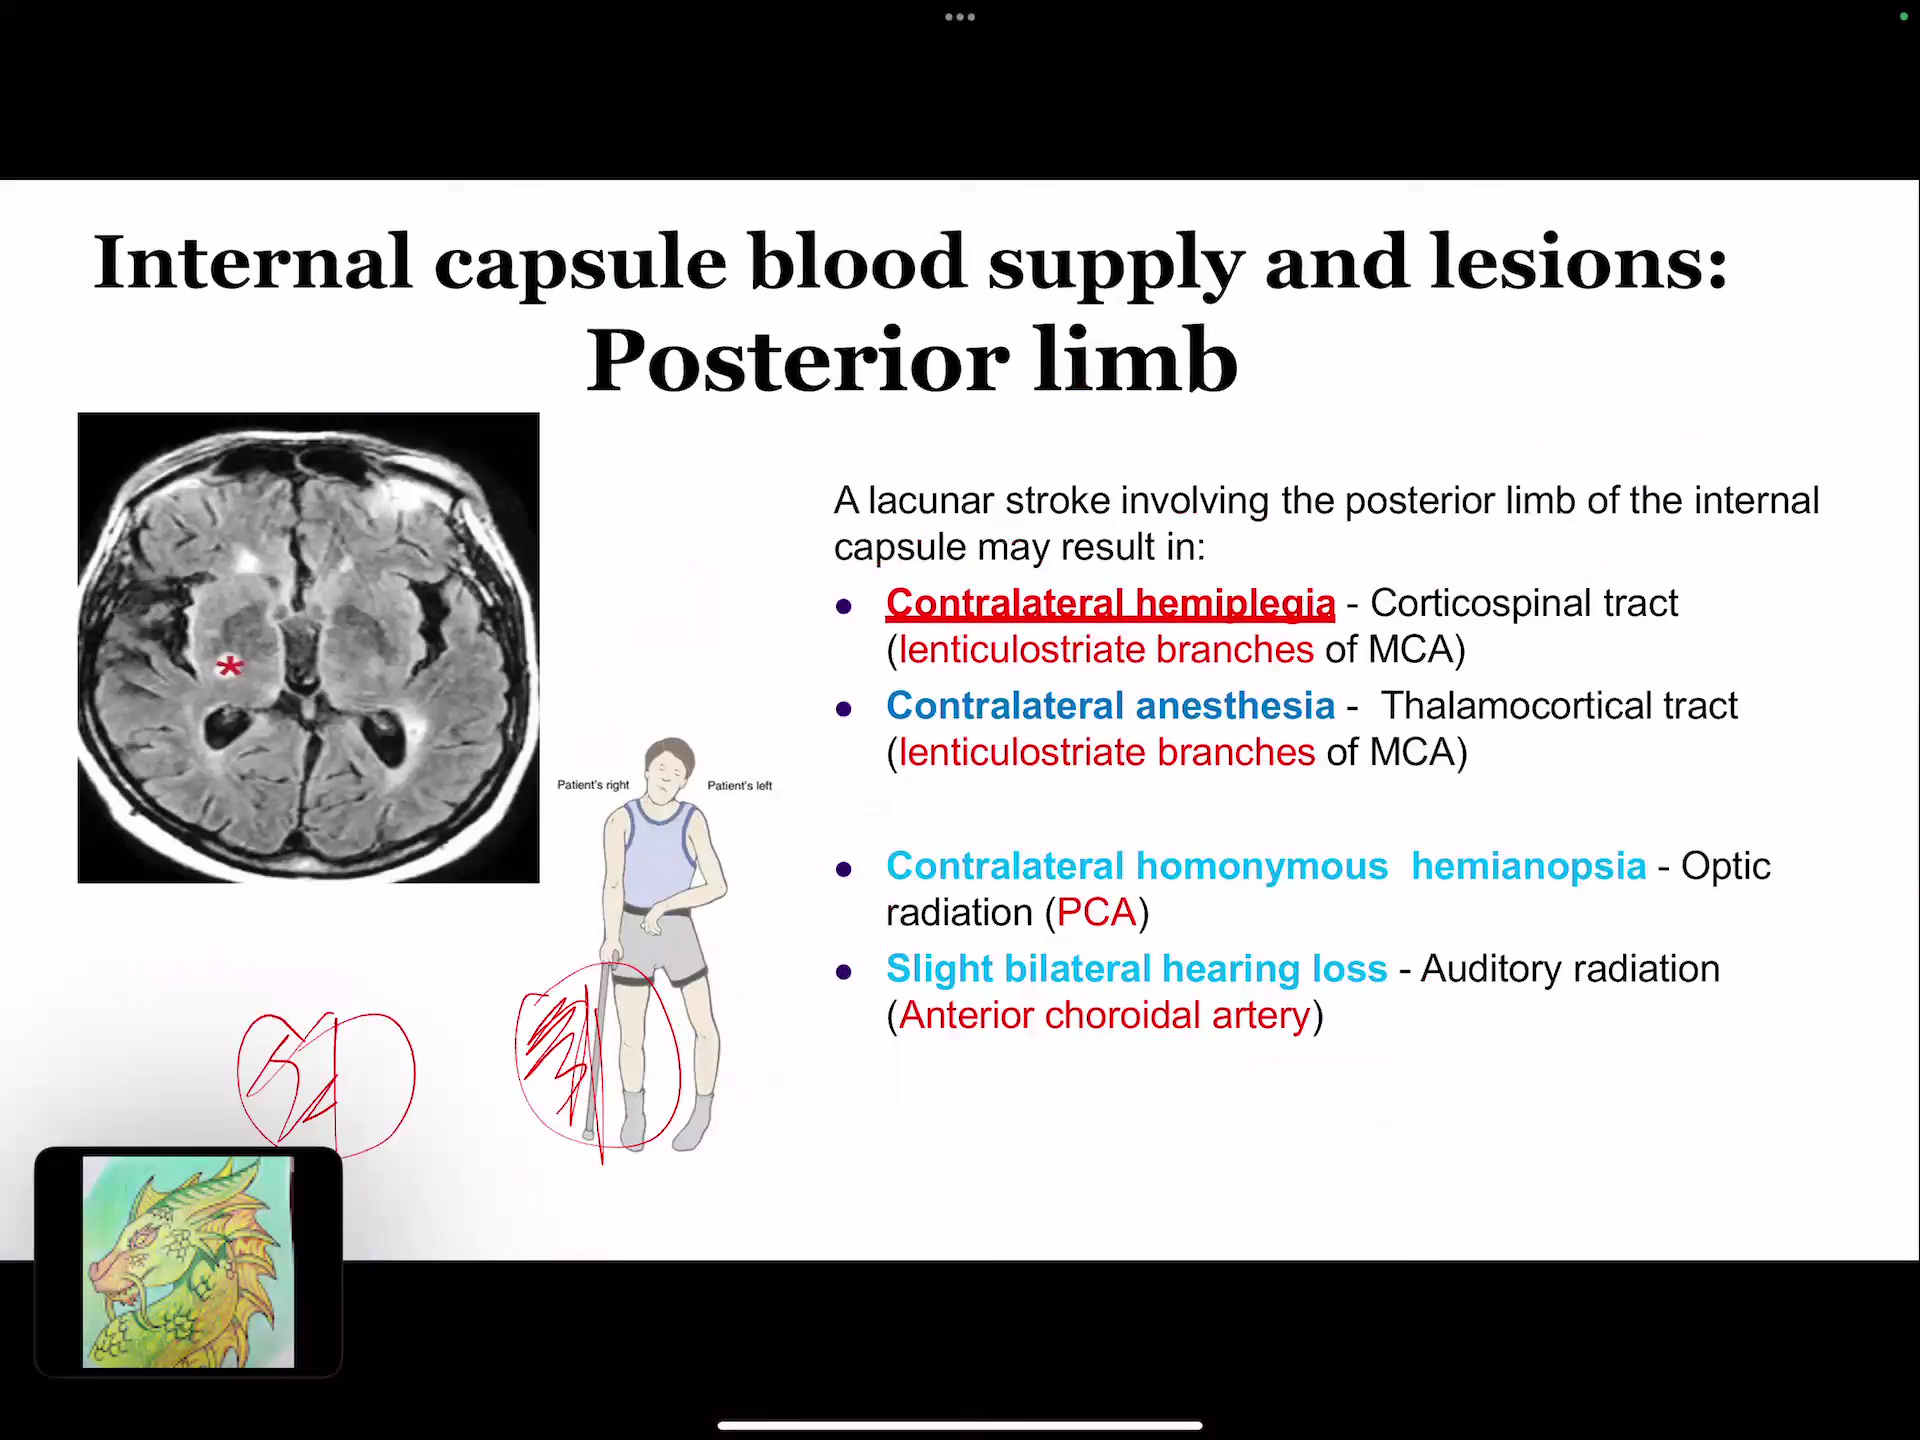 Internal capsule blood supply and lesions:
Posterior limb
A lacunar stroke involving the posterior limb of the internal
capsule may result in:
● Contralateral hemiplegia - Corticospinal tract
(lenticulostriate branches of MCA)
● Contralateral anesthesia - Thalamocortical tract
(lenticulostriate branches of MCA)
● Contralateral homonymous hemianopsia - Optic
radiation (PCA)
● Slight bilateral hearing loss - Auditory radiation
(Anterior choroidal artery)
*
Patient's right
Patient's left